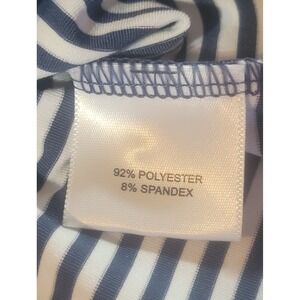 92% POLYESTER
8% SPANDEX